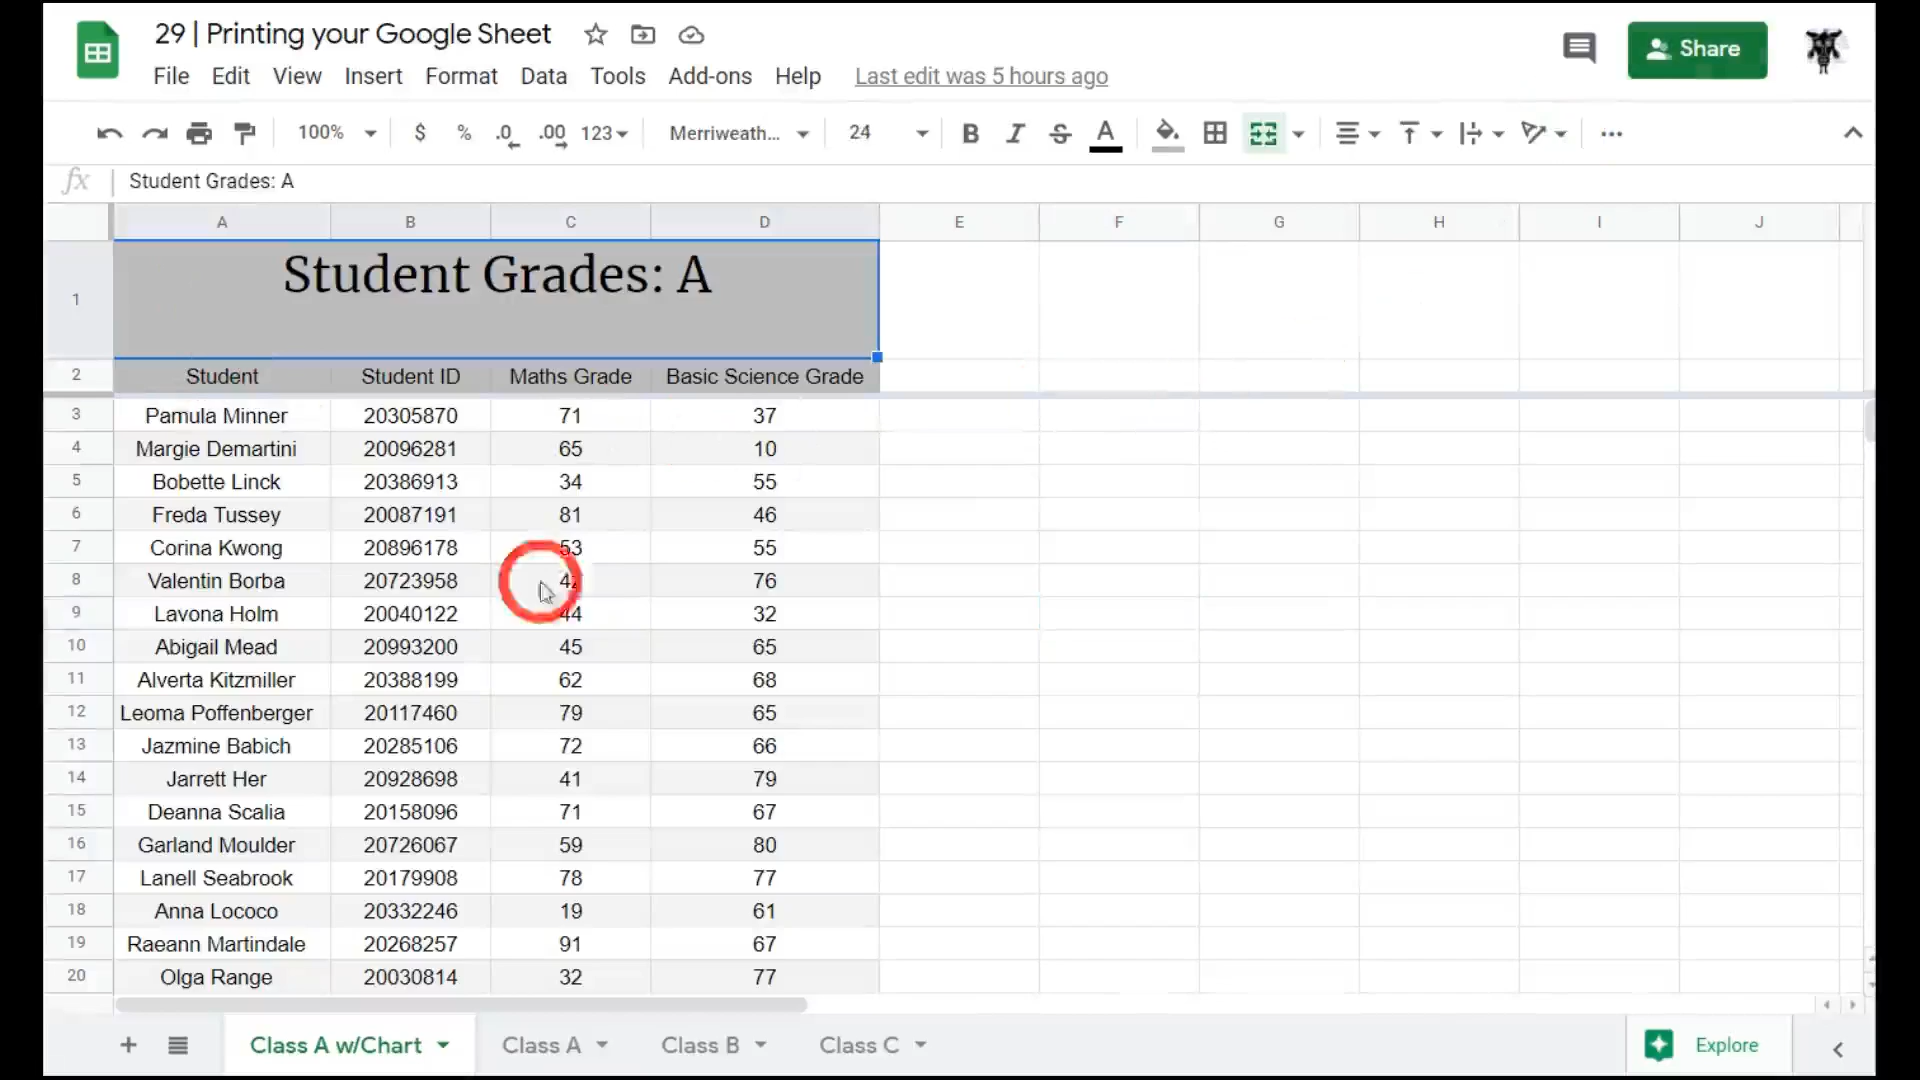 29 | Printing your Google Sheet
File Edit View Insert Format Data Tools Add-ons Help Last edit was 5 hours ago
Share
100% $ % .0 .00 123 Merriweath... 24 B I S A ...
fx Student Grades: A
A B C D E F G H I J
1 Student Grades: A
2 Student Student ID Maths Grade Basic Science Grade
3 Pamula Minner 20305870 71 37
4 Margie Demartini 20096281 65 10
5 Bobette Linck 20386913 34 55
6 Freda Tussey 20087191 81 46
7 Corina Kwong 20896178 53 55
8 Valentin Borba 20723958 76
9 Lavona Holm 20040122 44 32
10 Abigail Mead 20993200 45 65
11 Alverta Kitzmiller 20388199 62 68
12 Leoma Poffenberger 20117460 79 65
13 Jazmine Babich 20285106 72 66
14 Jarrett Her 20928698 41 79
15 Deanna Scalia 20158096 71 67
16 Garland Moulder 20726067 59 80
17 Lanell Seabrook 20179908 78 77
18 Anna Lococo 20332246 19 61
19 Raeann Martindale 20268257 91 67
20 Olga Range 20030814 32 77
Class A w/Chart Class A Class B Class C Explore